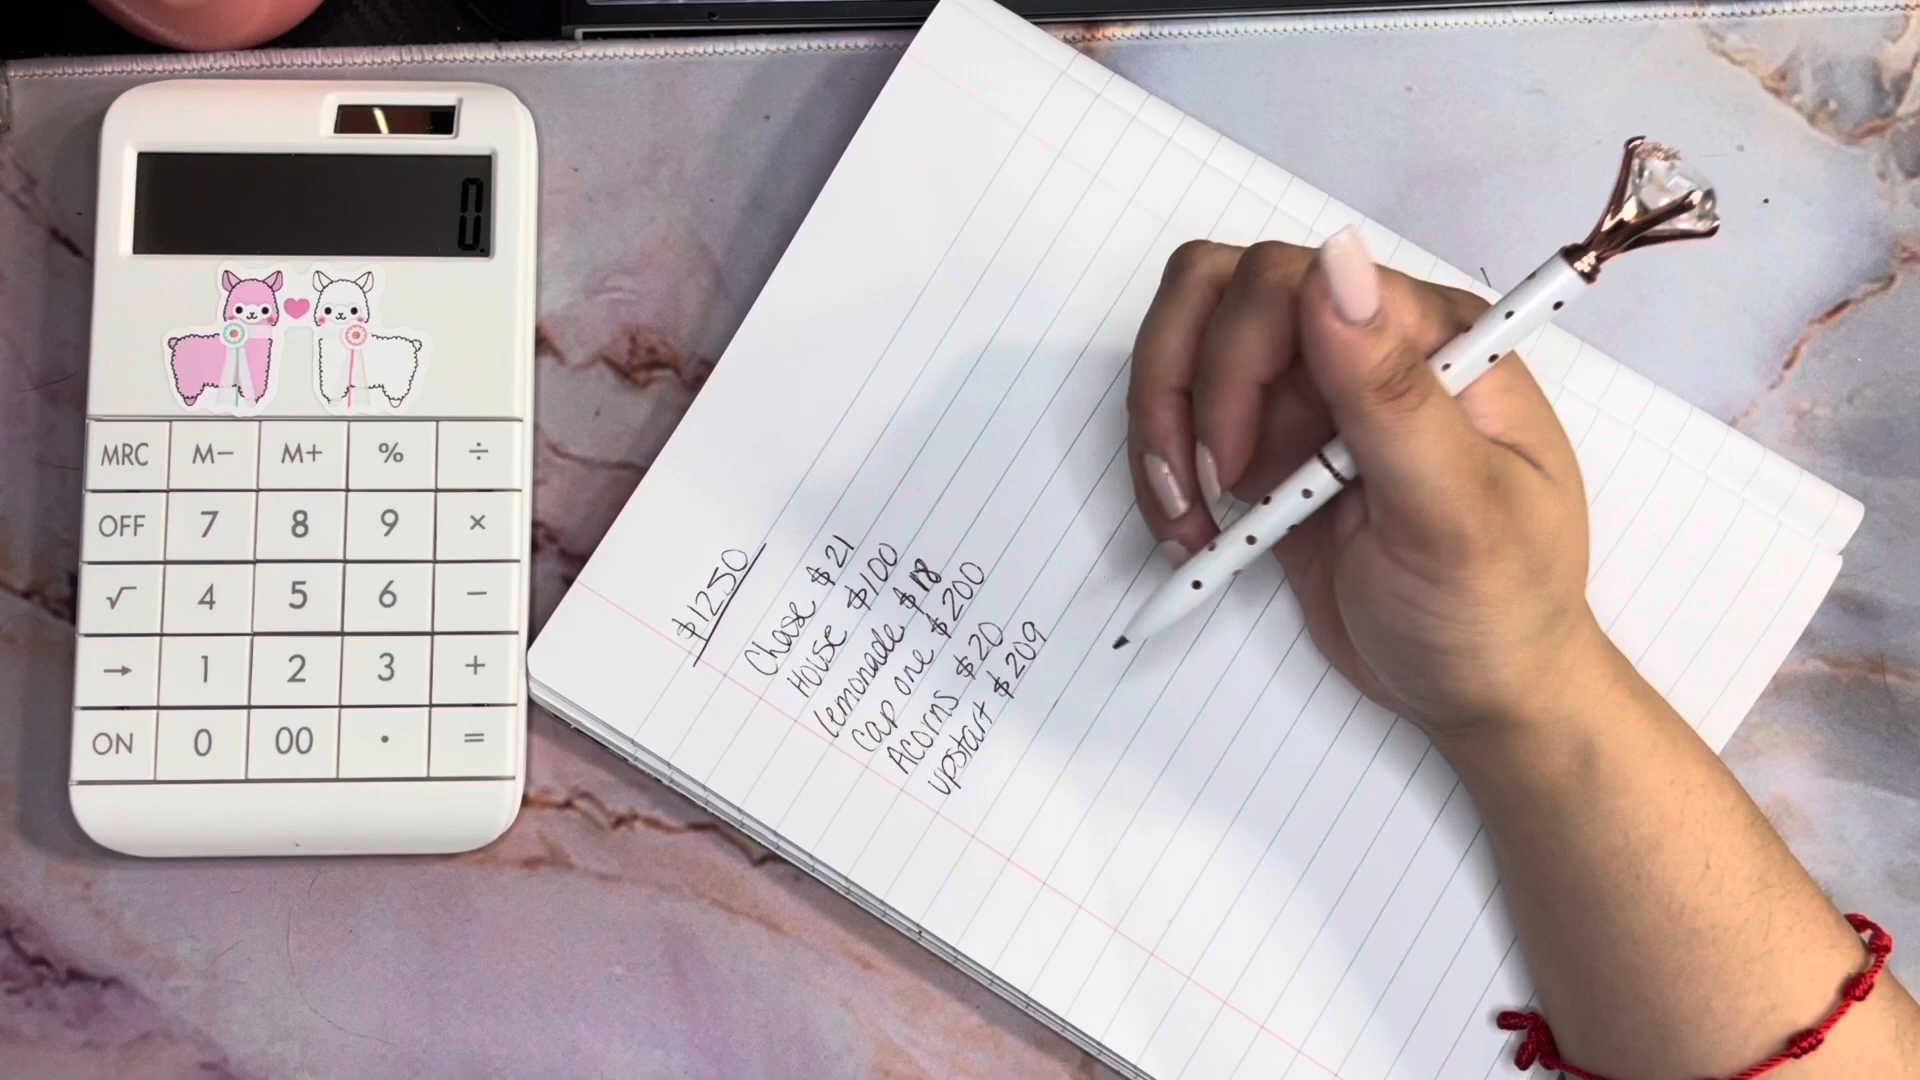 0.
MRC M− M+ % ÷
OFF 7 8 9 ×
√ 4 5 6 −
→ 1 2 3 +
ON 0 00 • =
$1250
Chase $21
House $100
Lemonade $18
Cap one $200
Acorns $20
upstart $209